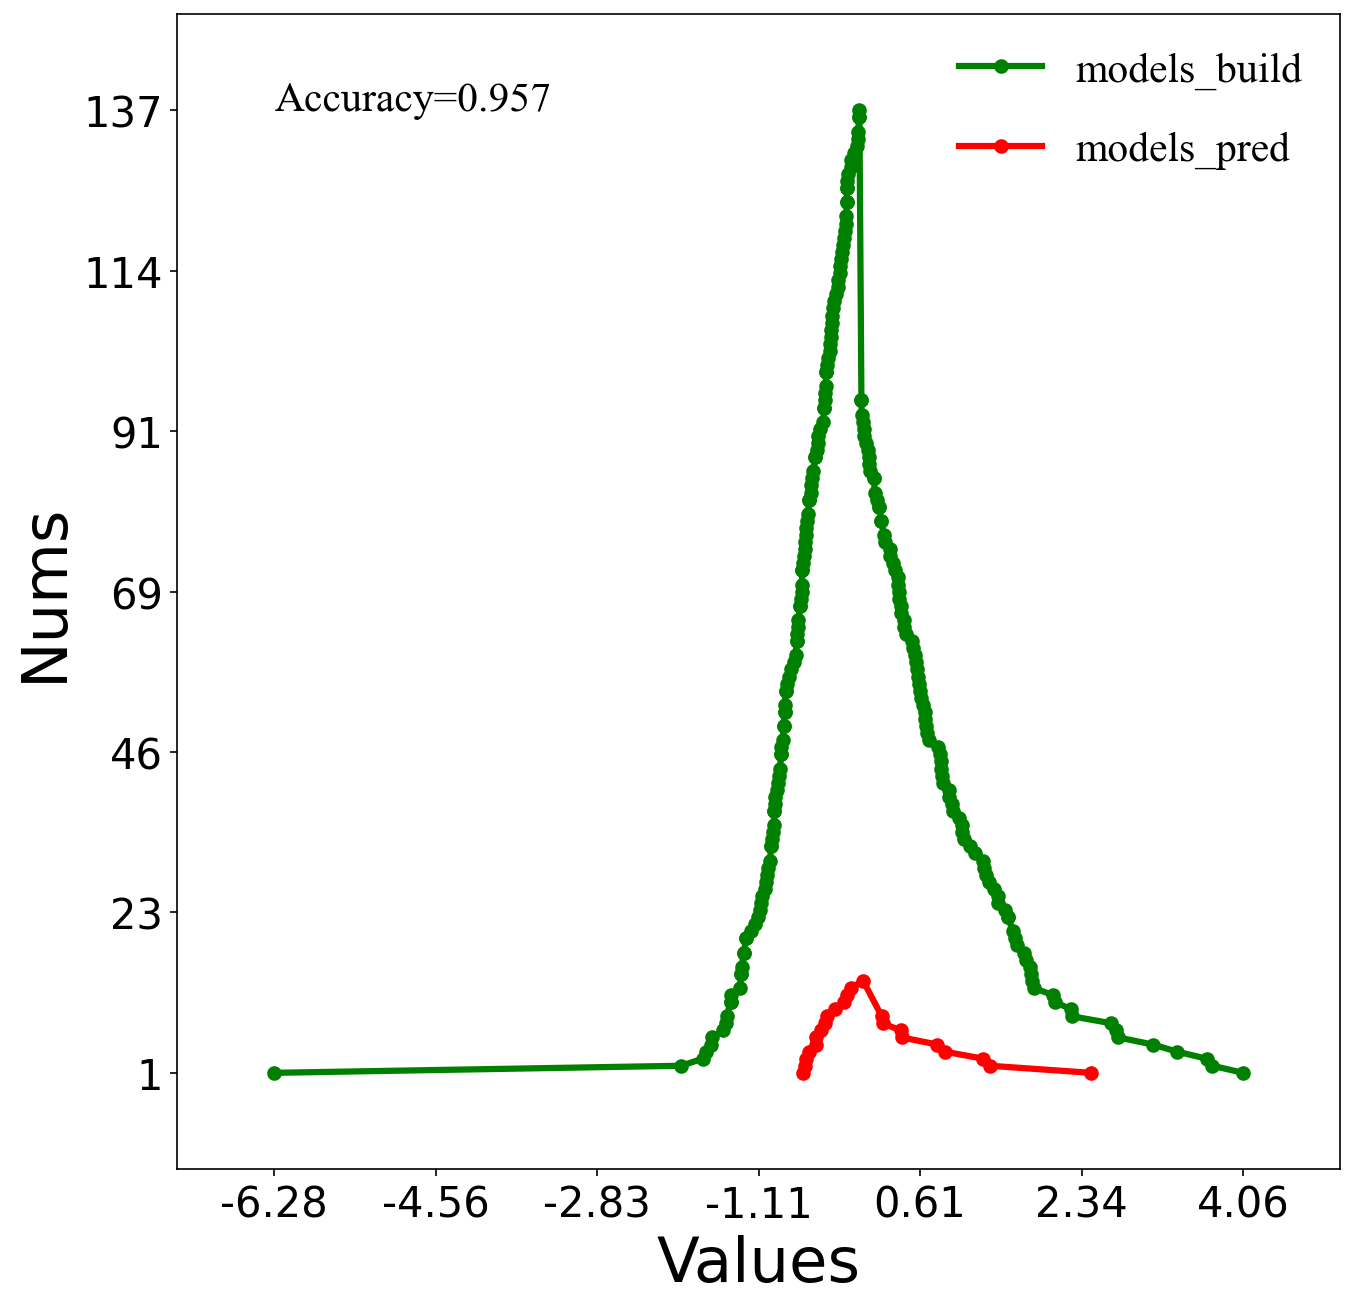 models_build
Accuracy=0.957
models_pred
137
114
91
69
46
23
1
Nums
-6.28 -4.56 -2.83 -1.11 0.61 2.34 4.06
Values